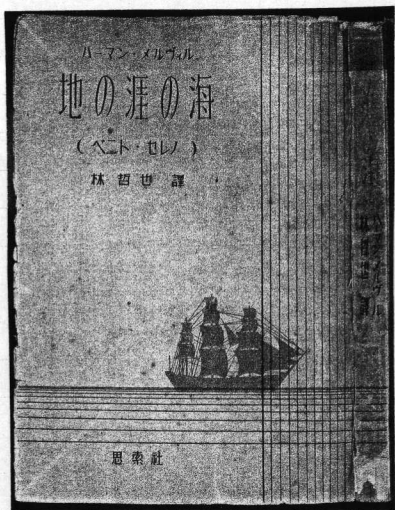 ハーマン・メルヴィル
地の涯の海
(ベニト・セレノ)
林哲也 譯
思索社